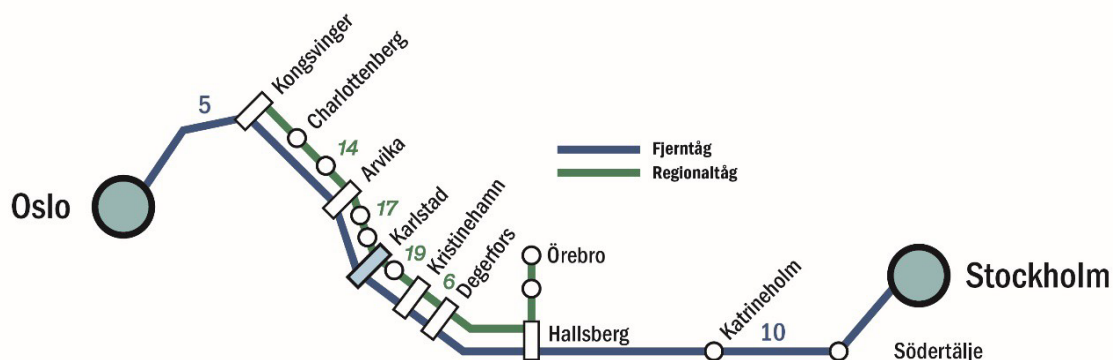 Kongsvinger
5
Charlottenberg
14
Arvika
Fjerntåg
Regionaltåg
Oslo
17
Karlstad
19
Kristinehamn
6
Degerfors
Örebro
Stockholm
Hallsberg
Katrineholm
10
Södertälje